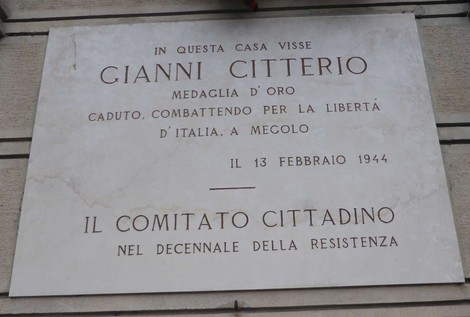 IN QUESTA CASA VISSE
GIANNI CITTERIO
MEDAGLIA D'ORO
CADUTO, COMBATTENDO PER LA LIBERTÁ
D'ITALIA, A MEGOLO
IL 13 FEBBRAIO 1944
IL COMITATO CITTADINO
NEL DECENNALE DELLA RESISTENZA